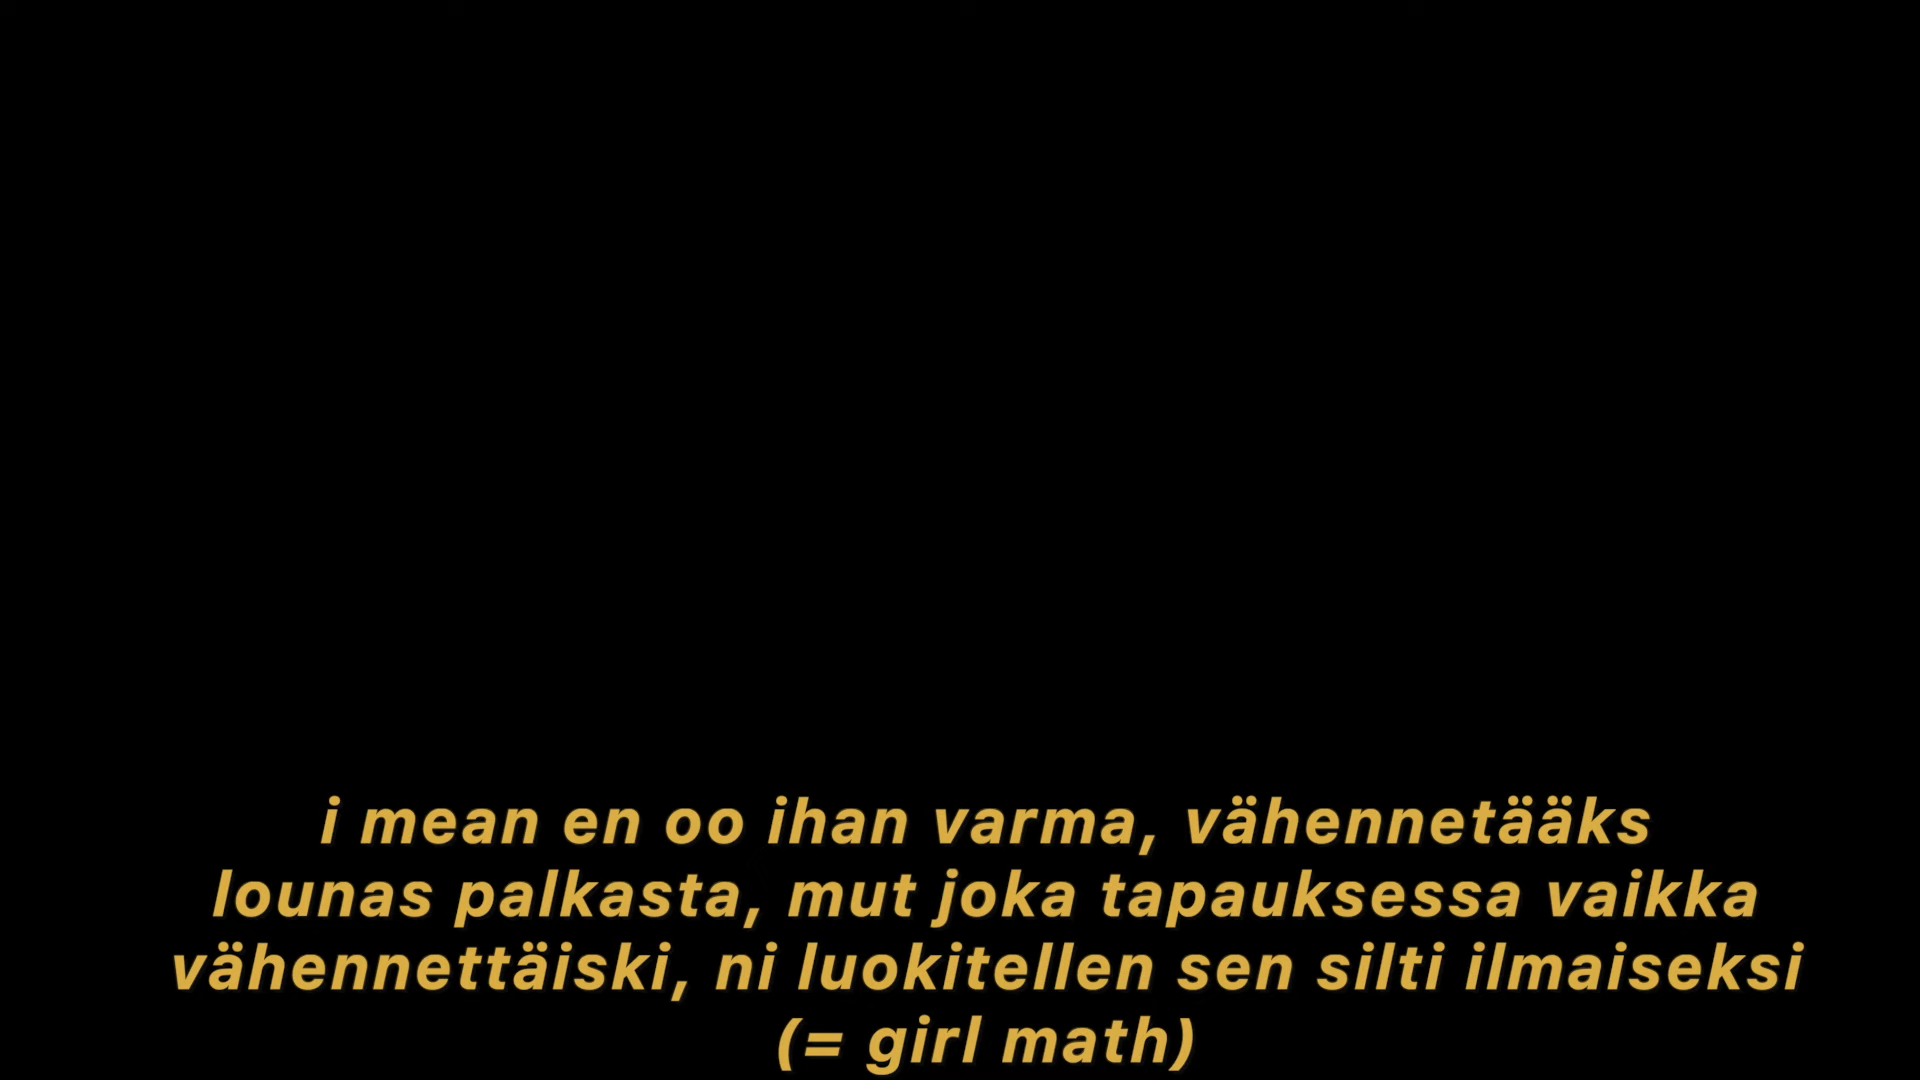 i mean en oo ihan varma, vähennetääks
lounas palkasta, mut joka tapauksessa vaikka
vähennettäiski, ni luokitellen sen silti ilmaiseksi
(= girl math)